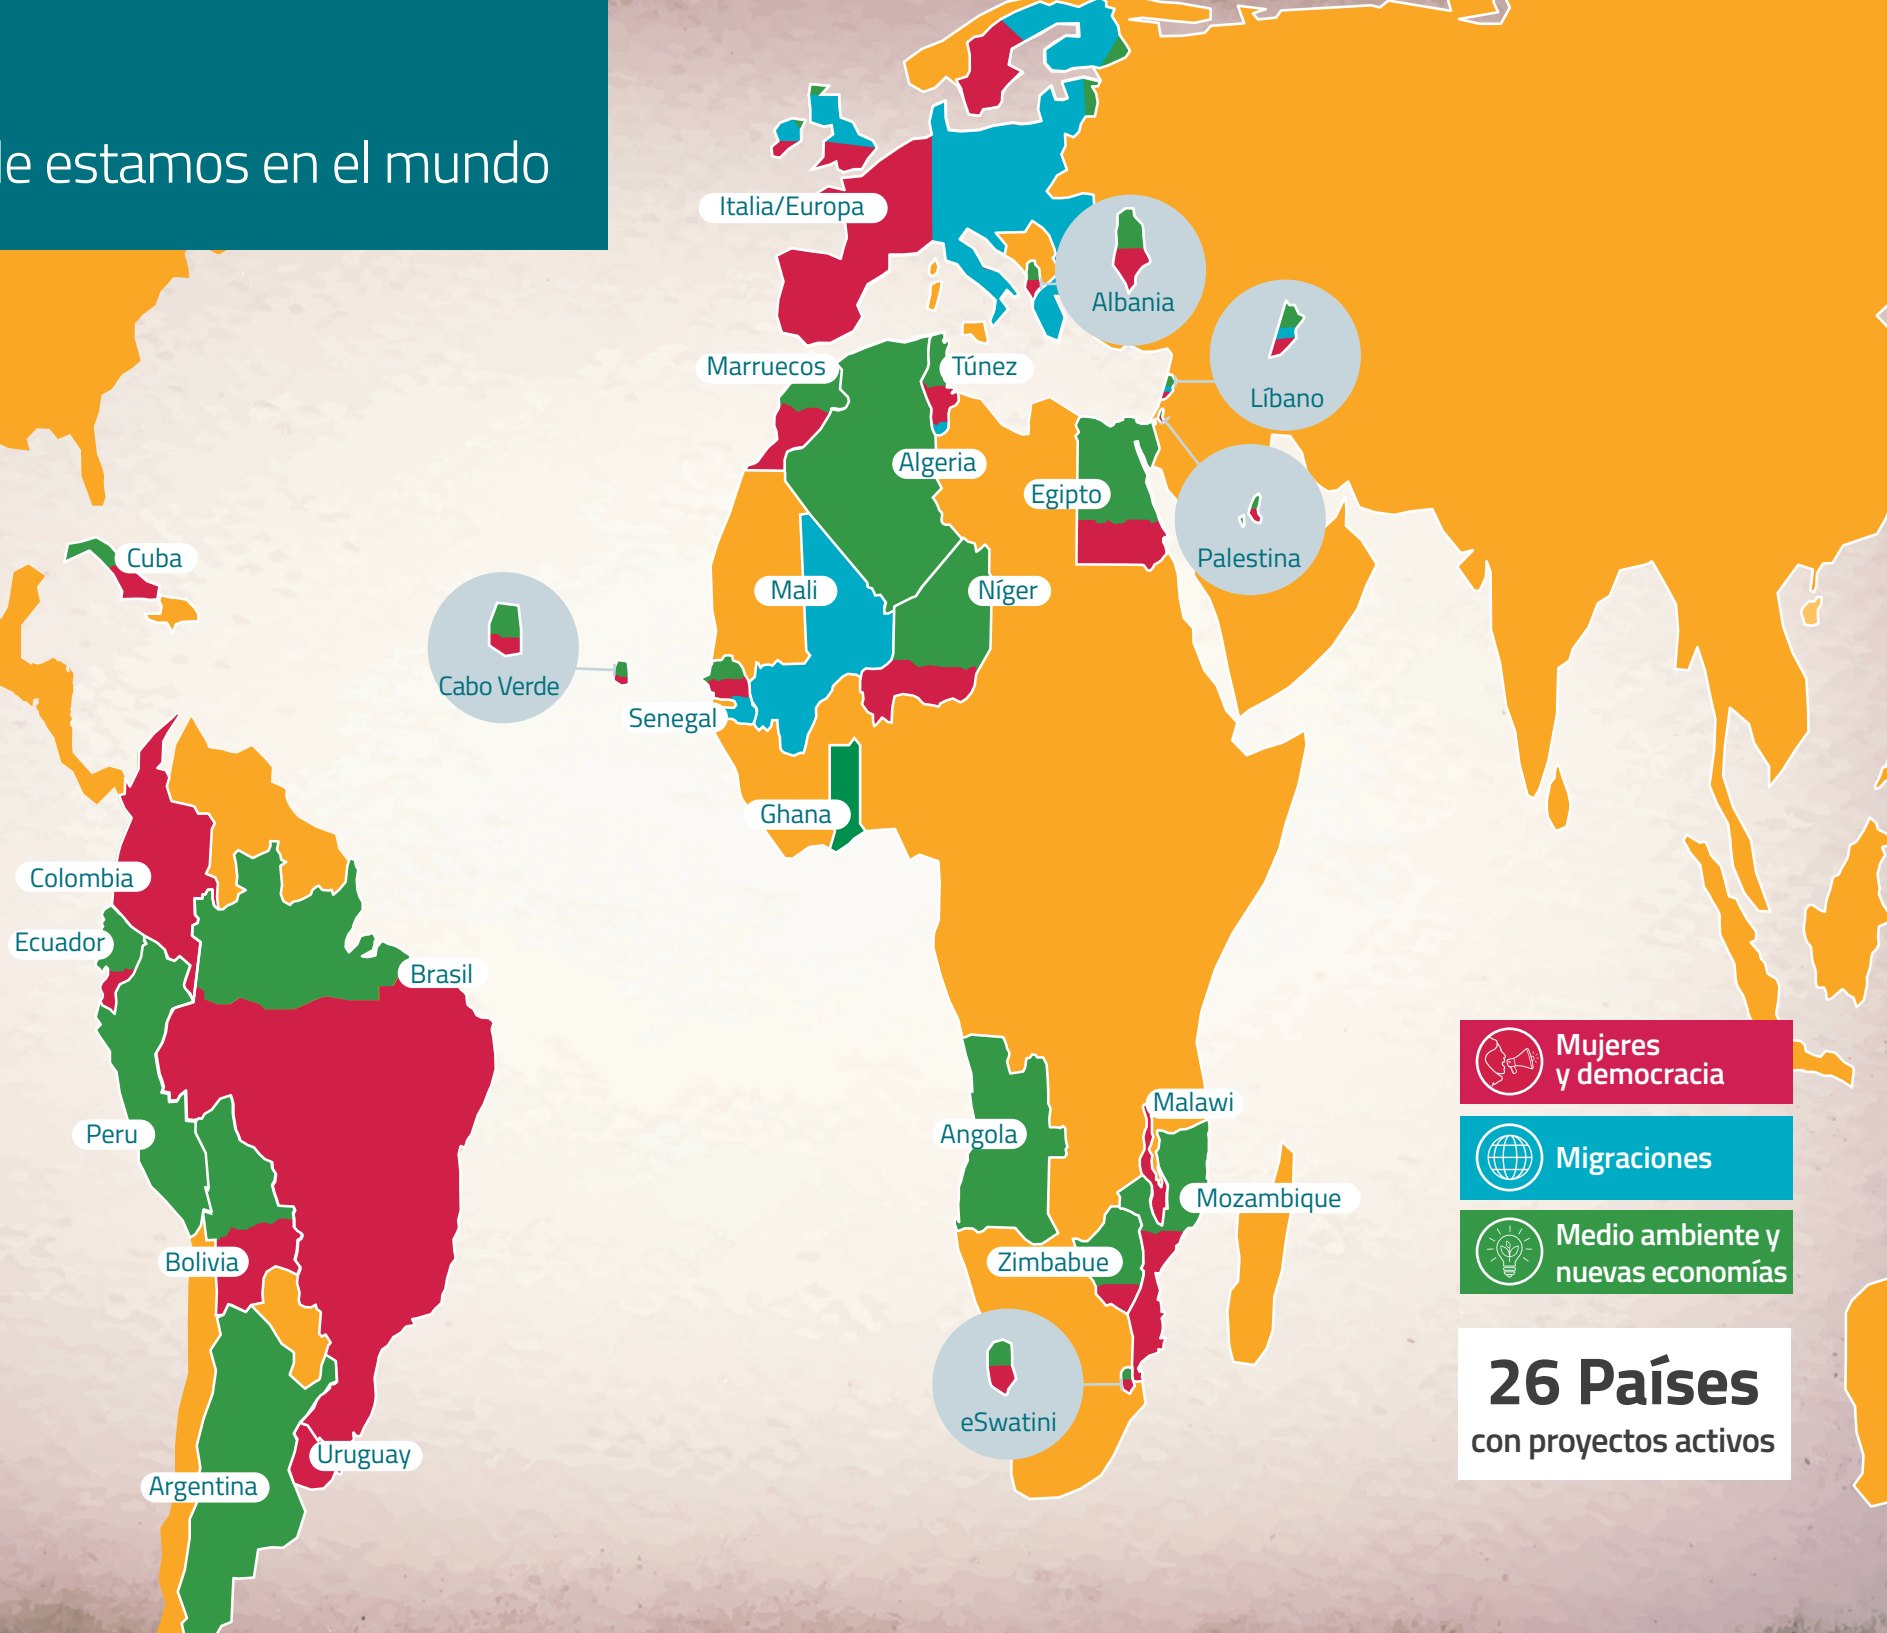 estamos en el mundo
Italia/Europa
Albania
Líbano
Marruecos
Túnez
Algeria
Egipto
Palestina
Cuba
Mali
Níger
Cabo Verde
Senegal
Ghana
Colombia
Ecuador
Brasil
Peru
Bolivia
Uruguay
Argentina
Angola
Malawi
Mozambique
Zimbabue
eSwatini
Mujeres
y democracia
Migraciones
Medio ambiente y
nuevas economías
26 Países
con proyectos activos